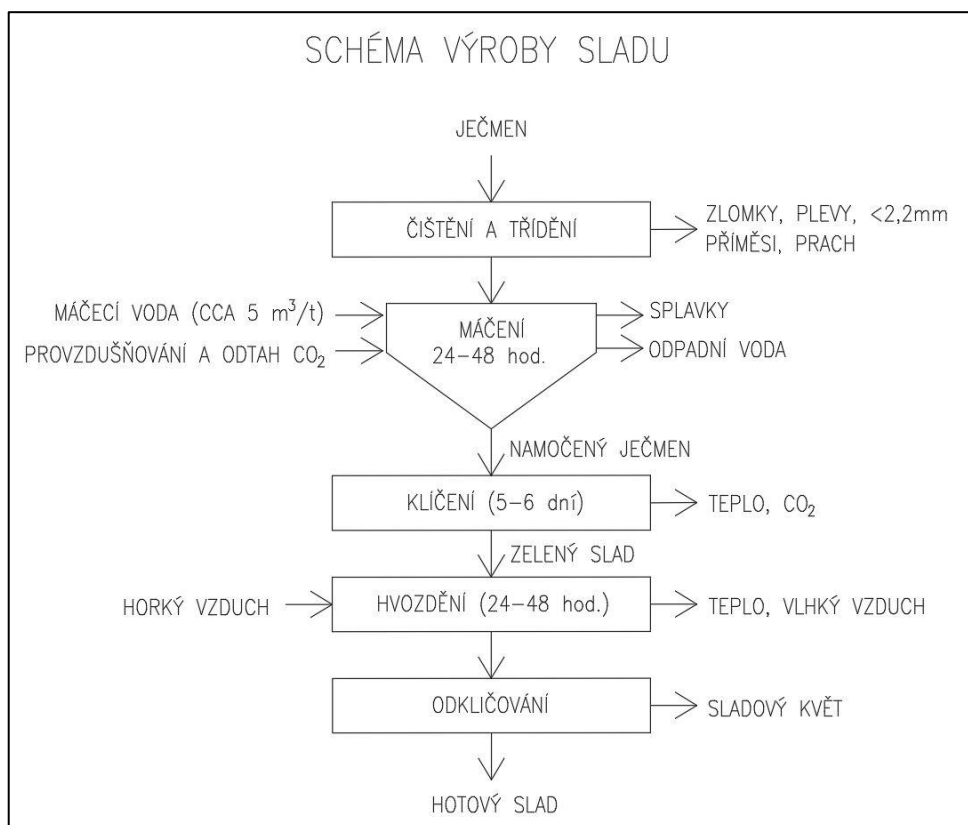 SCHÉMA VÝROBY SLADU
JEČMEN
ČIŠTĚNÍ A TŘÍDĚNÍ
ZLOMKY, PLEVY, <2,2mm
PŘÍMĚSI, PRACH
MÁČECÍ VODA (CCA 5 m³/t)
PROVZDUŠŇOVÁNÍ A ODTAH CO₂
MÁČENÍ
24–48 hod.
SPLAVKY
ODPADNÍ VODA
NAMOČENÝ JEČMEN
KLÍČENÍ (5–6 dní)
TEPLO, CO₂
ZELENÝ SLAD
HORKÝ VZDUCH
HVOZDĚNÍ (24–48 hod.)
TEPLO, VLHKÝ VZDUCH
ODKLIČOVÁNÍ
SLADOVÝ KVĚT
HOTOVÝ SLAD